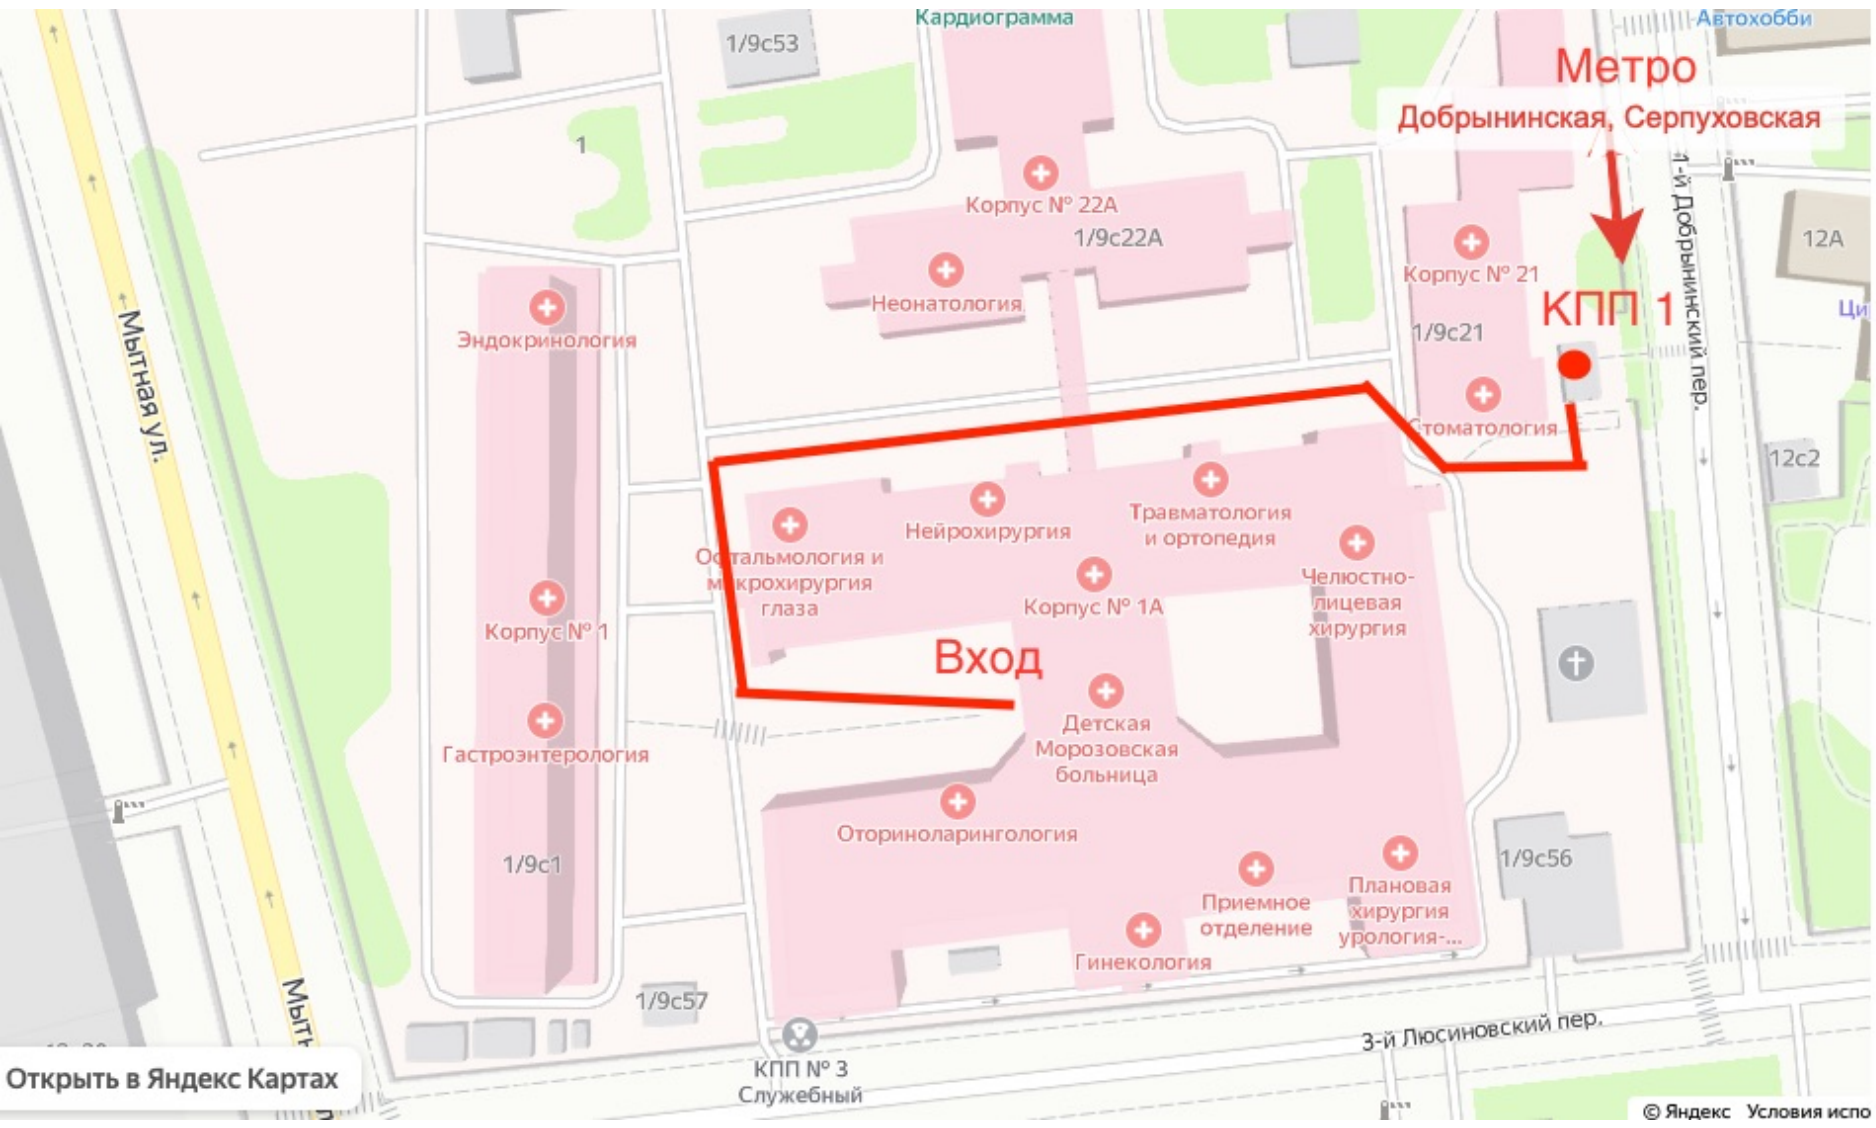 Кардиограмма
Автохобби
1/9с53
Метро
Добрынинская, Серпуховская
1
Корпус № 22А
1/9с22А
1-й Добрынинский пер.
12А
Корпус № 21
Неонатология
КПП 1
Ци
Эндокринология
1/9с21
Мытная ул.
Стоматология
12с2
Травматология
и ортопедия
Нейрохирургия
Офтальмология и
микрохирургия
глаза
Челюстно-
лицевая
хирургия
Корпус № 1А
Корпус № 1
Вход
Детская
Морозовская
больница
Гастроэнтерология
Оториноларингология
1/9с1
1/9с56
Приемное
отделение
Плановая
хирургия
урология-...
Гинекология
1/9с57
3-й Люсиновский пер.
КПП № 3
Служебный
Открыть в Яндекс Картах
© Яндекс Условия испо